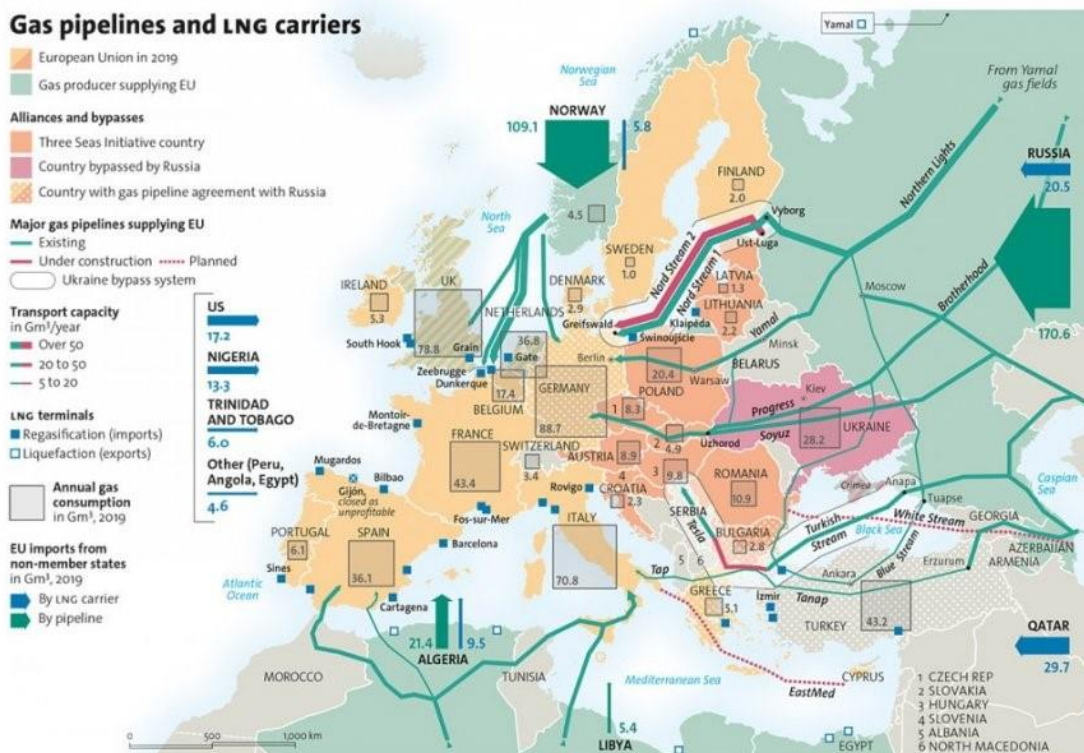 Gas pipelines and LNG carriers
European Union in 2019
Gas producer supplying EU
Alliances and bypasses
Three Seas Initiative country
Country bypassed by Russia
Country with gas pipeline agreement with Russia
Major gas pipelines supplying EU
Existing
Under construction
Planned
Ukraine bypass system
Transport capacity
in Gm³/year
Over 50
20 to 50
5 to 20
LNG terminals
Regasification (imports)
Liquefaction (exports)
Annual gas
consumption
in Gm³, 2019
EU imports from
non-member states
in Gm³, 2019
By LNG carrier
By pipeline
US
17.2
NIGERIA
13.3
TRINIDAD
AND TOBAGO
6.0
Other (Peru,
Angola, Egypt)
4.6
Yamal
Norwegian
Sea
NORWAY
109.1
5.8
4.5
From Yamal
gas fields
RUSSIA
20.5
170.6
Northern Lights
Brotherhood
FINLAND
2.0
Vyborg
Ust-Luga
SWEDEN
1.0
Nord Stream 2
Nord Stream 1
North
Sea
DENMARK
2.9
LATVIA
1.3
LITHUANIA
2.2
Klaipėda
Moscow
IRELAND
5.3
UK
78.8
South Hook
Grain
NETHERLANDS
36.8
Gate
Zeebrugge
Dunkerque
17.4
BELGIUM
Greifswald
Świnoujście
Yamal
Minsk
BELARUS
Berlin
GERMANY
88.7
20.4
POLAND
Warsaw
Kiev
Progress
Soyuz
UKRAINE
28.2
Uzhorod
1
8.3
2
4.9
3
9.8
4
AUSTRIA
8.9
Montoir-
de-Bretagne
FRANCE
43.4
SWITZERLAND
3.4
CROATIA
2.3
ROMANIA
10.9
Crimea
Anapa
Tuapse
Caspian
Sea
Mugardos
Bilbao
Gijón,
closed as
unprofitable
Fos-sur-Mer
Rovigo
ITALY
70.8
SERBIA
Tesla
BULGARIA
2.8
Turkish
Stream
Black Sea
White Stream
Blue Stream
GEORGIA
AZERBAIJAN
ARMENIA
Erzurum
PORTUGAL
6.1
SPAIN
36.1
Barcelona
Sines
Atlantic
Ocean
Cartagena
5
6
Tap
GREECE
5.1
Izmir
Ankara
Tanap
TURKEY
43.2
QATAR
29.7
21.4
9.5
ALGERIA
MOROCCO
TUNISIA
Mediterranean Sea
5.4
LIBYA
EastMed
CYPRUS
EGYPT
1 CZECH REP
2 SLOVAKIA
3 HUNGARY
4 SLOVENIA
5 ALBANIA
6 NORTH MACEDONIA
0
500
1,000 km